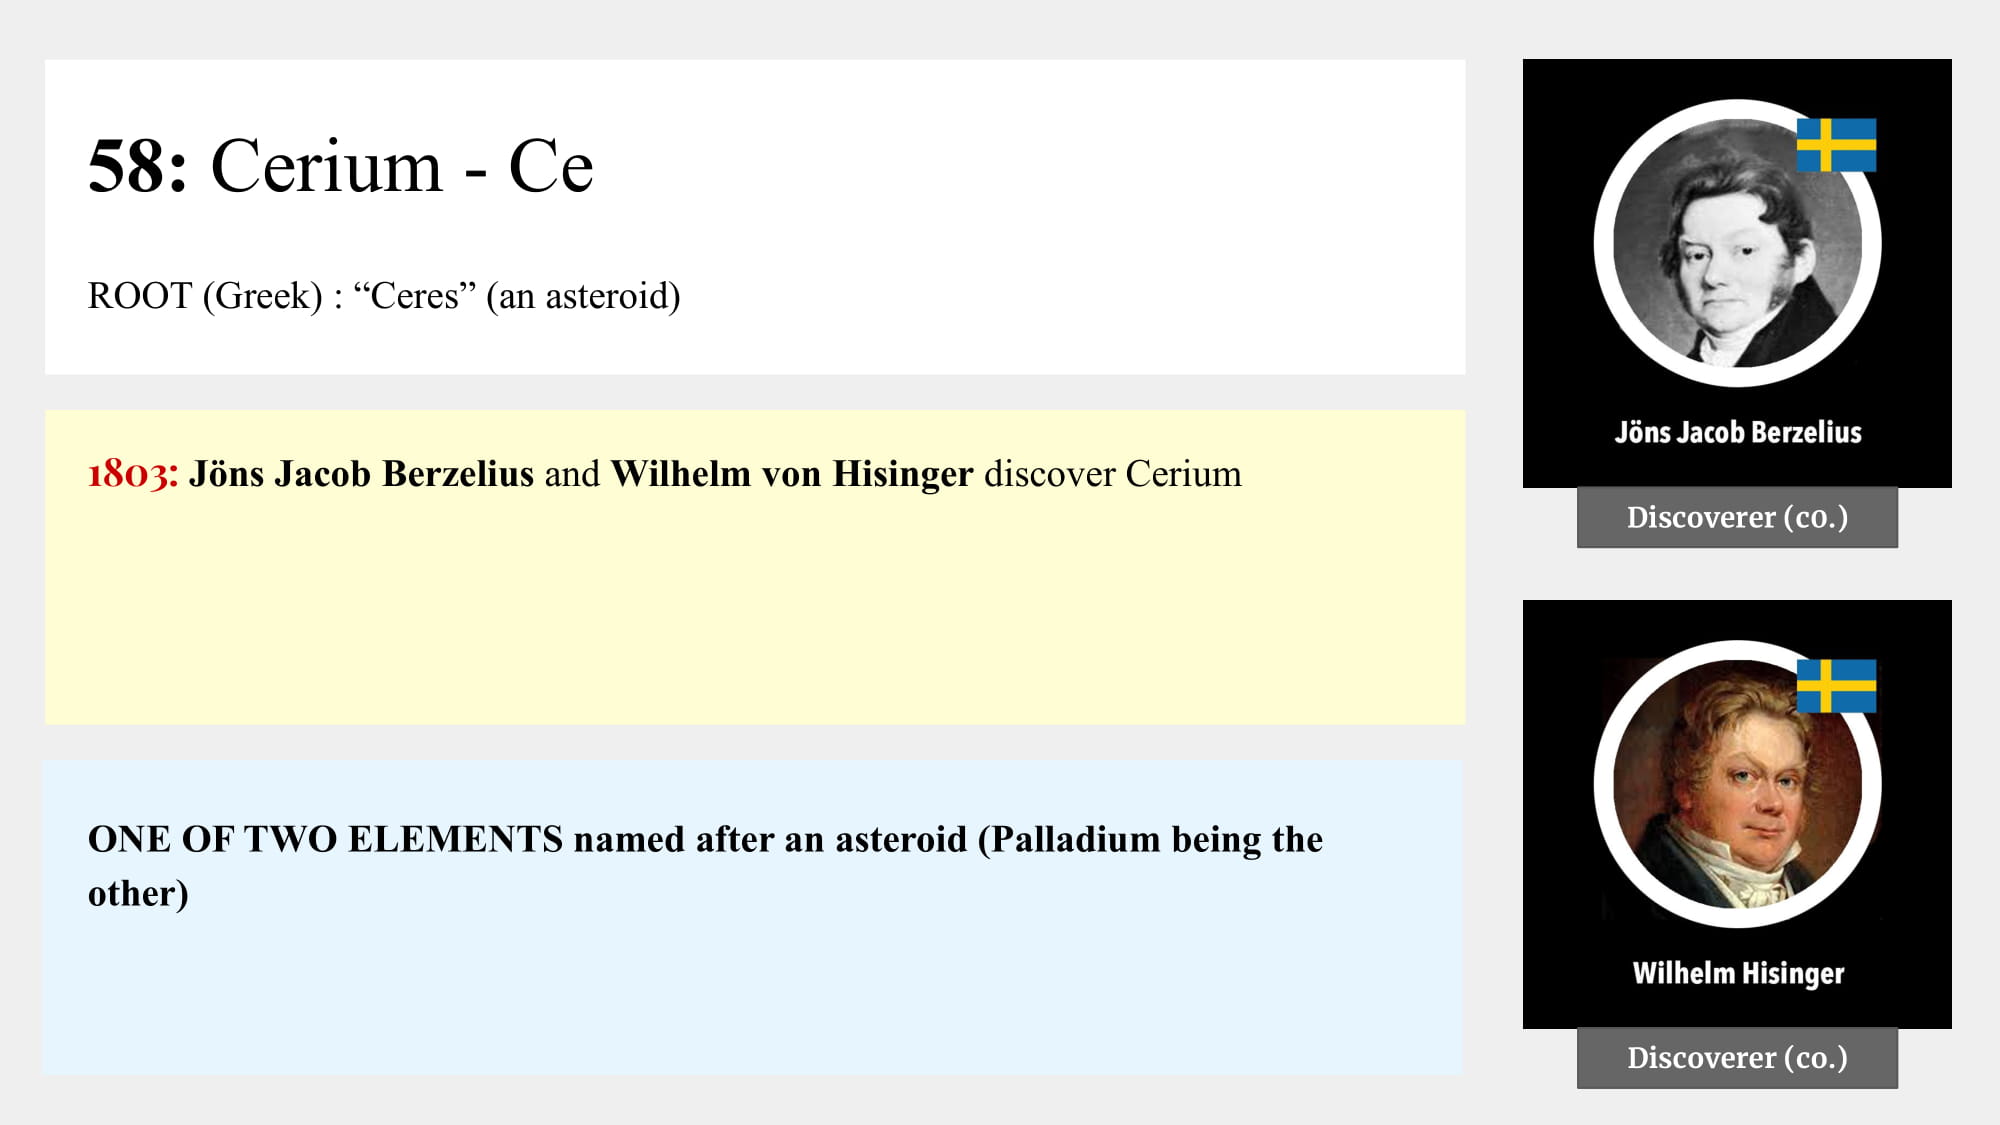 58: Cerium - Ce
ROOT (Greek) : “Ceres” (an asteroid)
1803: Jöns Jacob Berzelius and Wilhelm von Hisinger discover Cerium
ONE OF TWO ELEMENTS named after an asteroid (Palladium being the
other)
Jöns Jacob Berzelius
Discoverer (co.)
Wilhelm Hisinger
Discoverer (co.)